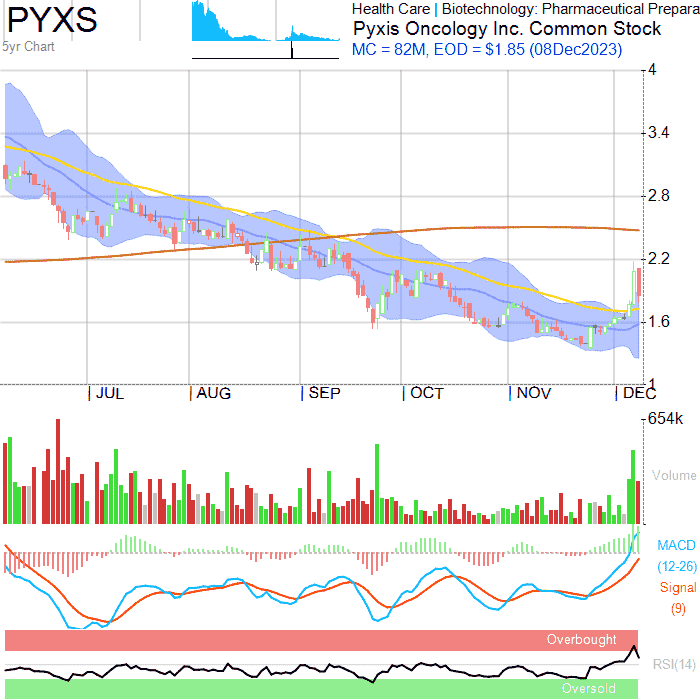 PYXS
5yr Chart
Health Care | Biotechnology: Pharmaceutical Prepara
Pyxis Oncology Inc. Common Stock
MC = 82M, EOD = $1.85 (08Dec2023)
4
3.4
2.8
2.2
1.6
1
JUL AUG SEP OCT NOV DEC
654k
Volume
MACD
(12-26)
Signal
(9)
Overbought
RSI(14)
Oversold